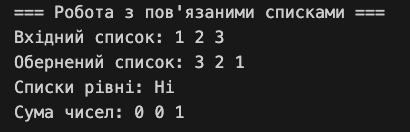 === Робота з пов'язаними списками ===
Вхідний список: 1 2 3
Обернений список: 3 2 1
Списки рівні: Ні
Сума чисел: 0 0 1